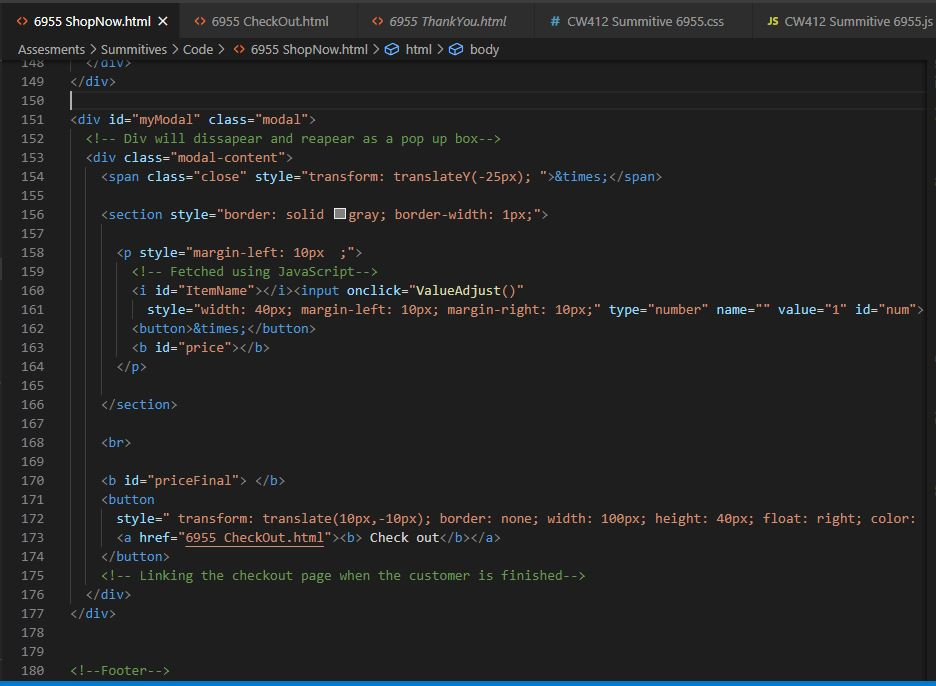 6955 ShopNow.html 6955 CheckOut.html 6955 ThankYou.html # CW412 Summitive 6955.css JS CW412 Summitive 6955.js
Assesments > Summitives > Code > 6955 ShopNow.html > html > body
148 </div>
149 </div>
150
151 <div id="myModal" class="modal">
152 <!-- Div will dissapear and reapear as a pop up box-->
153 <div class="modal-content">
154 <span class="close" style="transform: translateY(-25px); ">&times;</span>
155
156 <section style="border: solid gray; border-width: 1px;">
157
158 <p style="margin-left: 10px  ;">
159 <!-- Fetched using JavaScript-->
160 <i id="ItemName"></i><input onclick="ValueAdjust()"
161 style="width: 40px; margin-left: 10px; margin-right: 10px;" type="number" name="" value="1" id="num">
162 <button>&times;</button>
163 <b id="price"></b>
164 </p>
165
166 </section>
167
168 <br>
169
170 <b id="priceFinal"> </b>
171 <button
172 style=" transform: translate(10px,-10px); border: none; width: 100px; height: 40px; float: right; color:
173 <a href="6955 CheckOut.html"><b> Check out</b></a>
174 </button>
175 <!-- Linking the checkout page when the customer is finished-->
176 </div>
177 </div>
178
179
180 <!--Footer-->